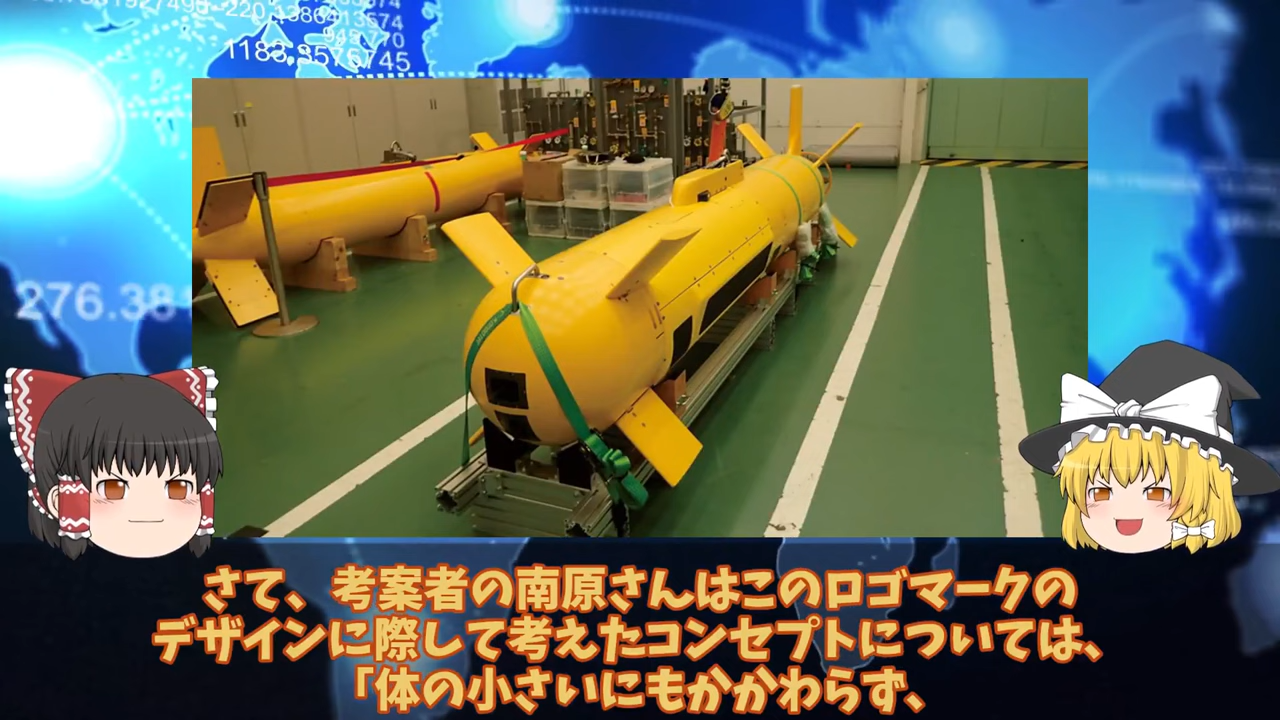 1183.3576745
276.38
さて、考案者の南原さんはこのロゴマークの
デザインに際して考えたコンセプトについては、
「体の小さいにもかかわらず、